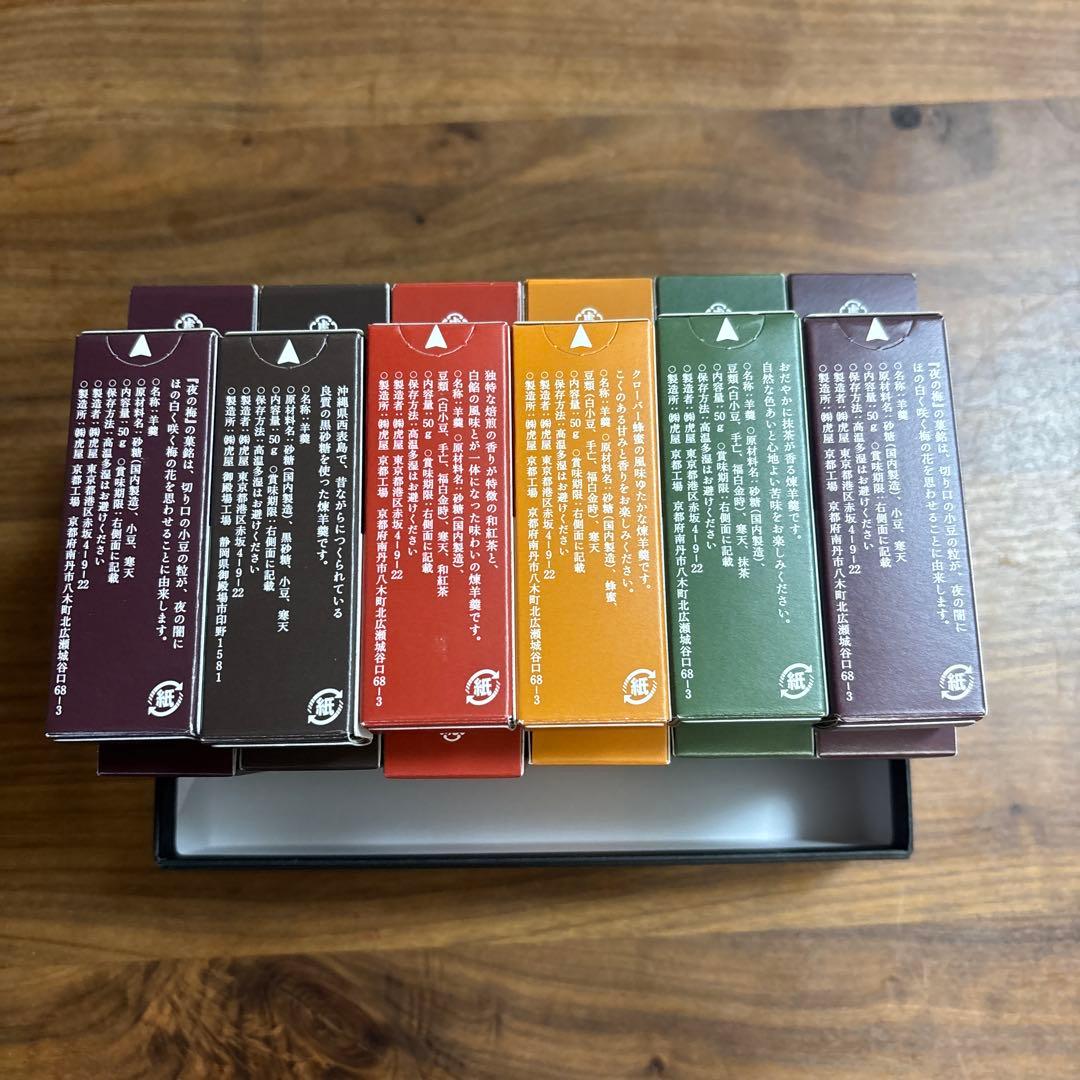 『夜の梅』の菓銘は、切り口の小豆の粒が、夜の闇に
ほの白く咲く梅の花を思わせることに由来します。
○名称:羊羹
○原材料名:砂糖(国内製造)、小豆、寒天
○内容量:50g ○賞味期限:右側面に記載
○保存方法:高温多湿はお避けください
○製造者:㈱虎屋 東京都港区赤坂4-9-22
○製造所:㈱虎屋 京都工場 京都府南丹市八木町北広瀬城谷口68-3
紙
沖縄県西表島で、昔ながらにつくられている
良質の黒砂糖を使った煉羊羹です。
○名称:羊羹
○原材料名:砂糖(国内製造)、黒砂糖、小豆、寒天
○内容量:50g ○賞味期限:右側面に記載
○保存方法:高温多湿はお避けください
○製造者:㈱虎屋 東京都港区赤坂4-9-22
○製造所:㈱虎屋 御殿場工場 静岡県御殿場市印野1581
紙
独特な焙煎の香りが特徴の和紅茶と、
白餡の風味とが一体になった味わいの煉羊羹です。
○名称:羊羹 ○原材料名:砂糖(国内製造)、
豆類(白小豆、手亡、福白金時)、寒天、和紅茶
○内容量:50g ○賞味期限:右側面に記載
○保存方法:高温多湿はお避けください
○製造者:㈱虎屋 東京都港区赤坂4-9-22
○製造所:㈱虎屋 京都工場 京都府南丹市八木町北広瀬城谷口68-3
紙
クローバー蜂蜜の風味ゆたかな煉羊羹です。
こくのある甘みと香りをお楽しみください。
○名称:羊羹 ○原材料名:砂糖(国内製造)、蜂蜜、
豆類(白小豆、手亡、福白金時)、寒天
○内容量:50g ○賞味期限:右側面に記載
○保存方法:高温多湿はお避けください
○製造者:㈱虎屋 東京都港区赤坂4-9-22
○製造所:㈱虎屋 京都工場 京都府南丹市八木町北広瀬城谷口68-3
紙
おだやかに抹茶が香る煉羊羹です。
自然な色あいと心地よい苦味をお楽しみください。
○名称:羊羹 ○原材料名:砂糖(国内製造)、
豆類(白小豆、手亡、福白金時)、寒天、抹茶
○内容量:50g ○賞味期限:右側面に記載
○保存方法:高温多湿はお避けください
○製造者:㈱虎屋 東京都港区赤坂4-9-22
○製造所:㈱虎屋 京都工場 京都府南丹市八木町北広瀬城谷口68-3
紙
『夜の梅』の菓銘は、切り口の小豆の粒が、夜の闇に
ほの白く咲く梅の花を思わせることに由来します。
○名称:羊羹
○原材料名:砂糖(国内製造)、小豆、寒天
○内容量:50g ○賞味期限:右側面に記載
○保存方法:高温多湿はお避けください
○製造者:㈱虎屋 東京都港区赤坂4-9-22
○製造所:㈱虎屋 京都工場 京都府南丹市八木町北広瀬城谷口68-3
紙